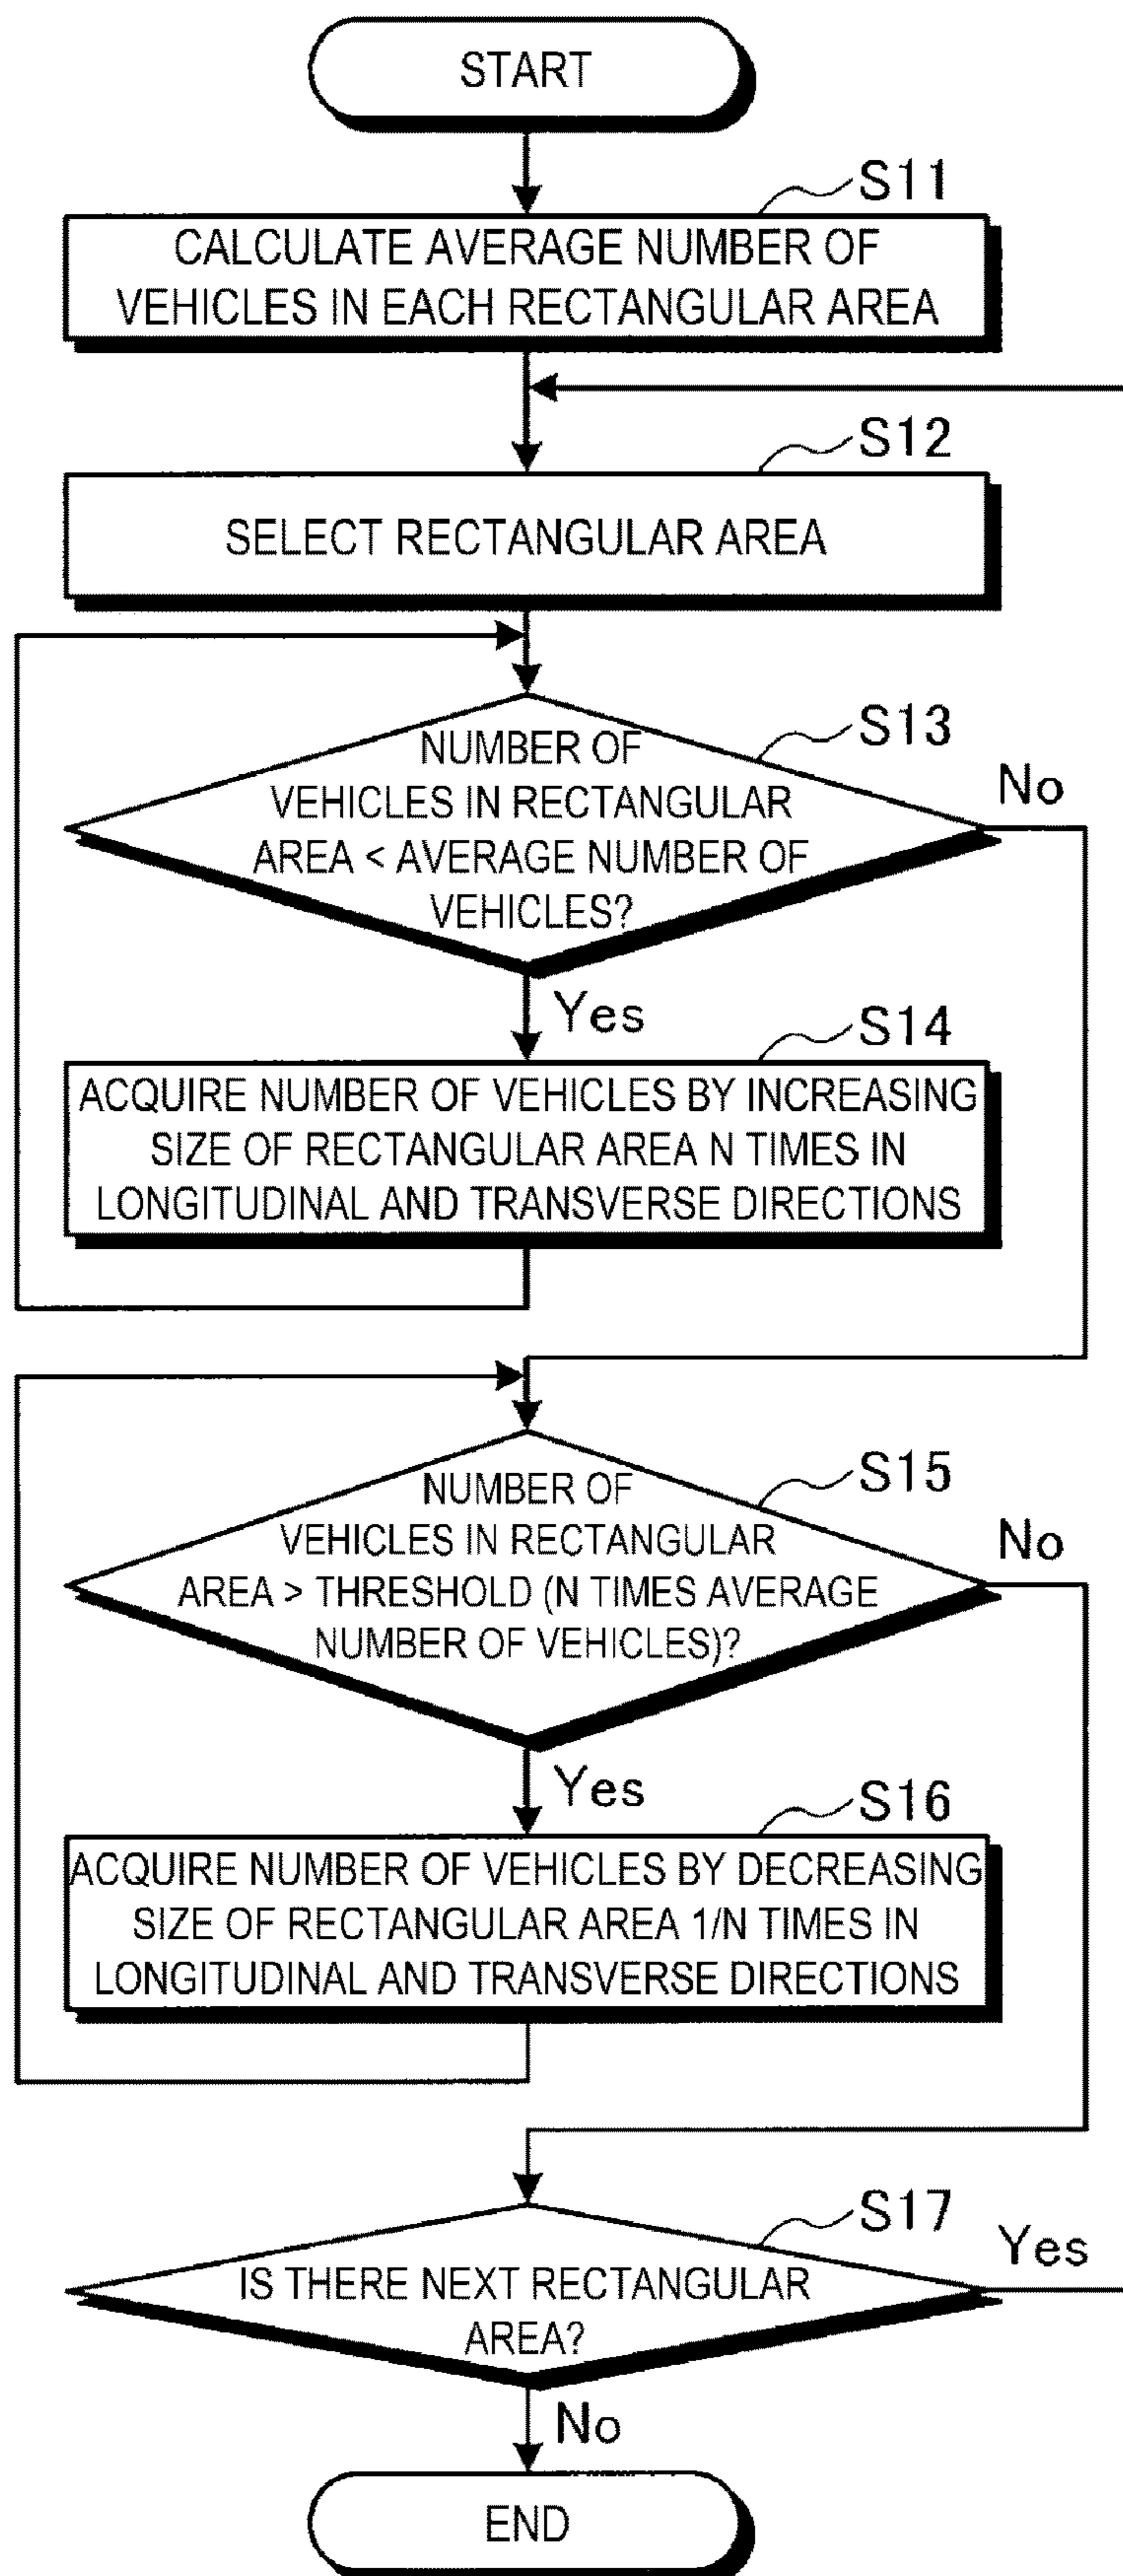 START
S11
CALCULATE AVERAGE NUMBER OF
VEHICLES IN EACH RECTANGULAR AREA
S12
SELECT RECTANGULAR AREA
S13
NUMBER OF
VEHICLES IN RECTANGULAR
AREA < AVERAGE NUMBER OF
VEHICLES?
No
Yes
S14
ACQUIRE NUMBER OF VEHICLES BY INCREASING
SIZE OF RECTANGULAR AREA N TIMES IN
LONGITUDINAL AND TRANSVERSE DIRECTIONS
S15
NUMBER OF
VEHICLES IN RECTANGULAR
AREA > THRESHOLD (N TIMES AVERAGE
NUMBER OF VEHICLES)?
No
Yes
S16
ACQUIRE NUMBER OF VEHICLES BY DECREASING
SIZE OF RECTANGULAR AREA 1/N TIMES IN
LONGITUDINAL AND TRANSVERSE DIRECTIONS
S17
IS THERE NEXT RECTANGULAR
AREA?
Yes
No
END